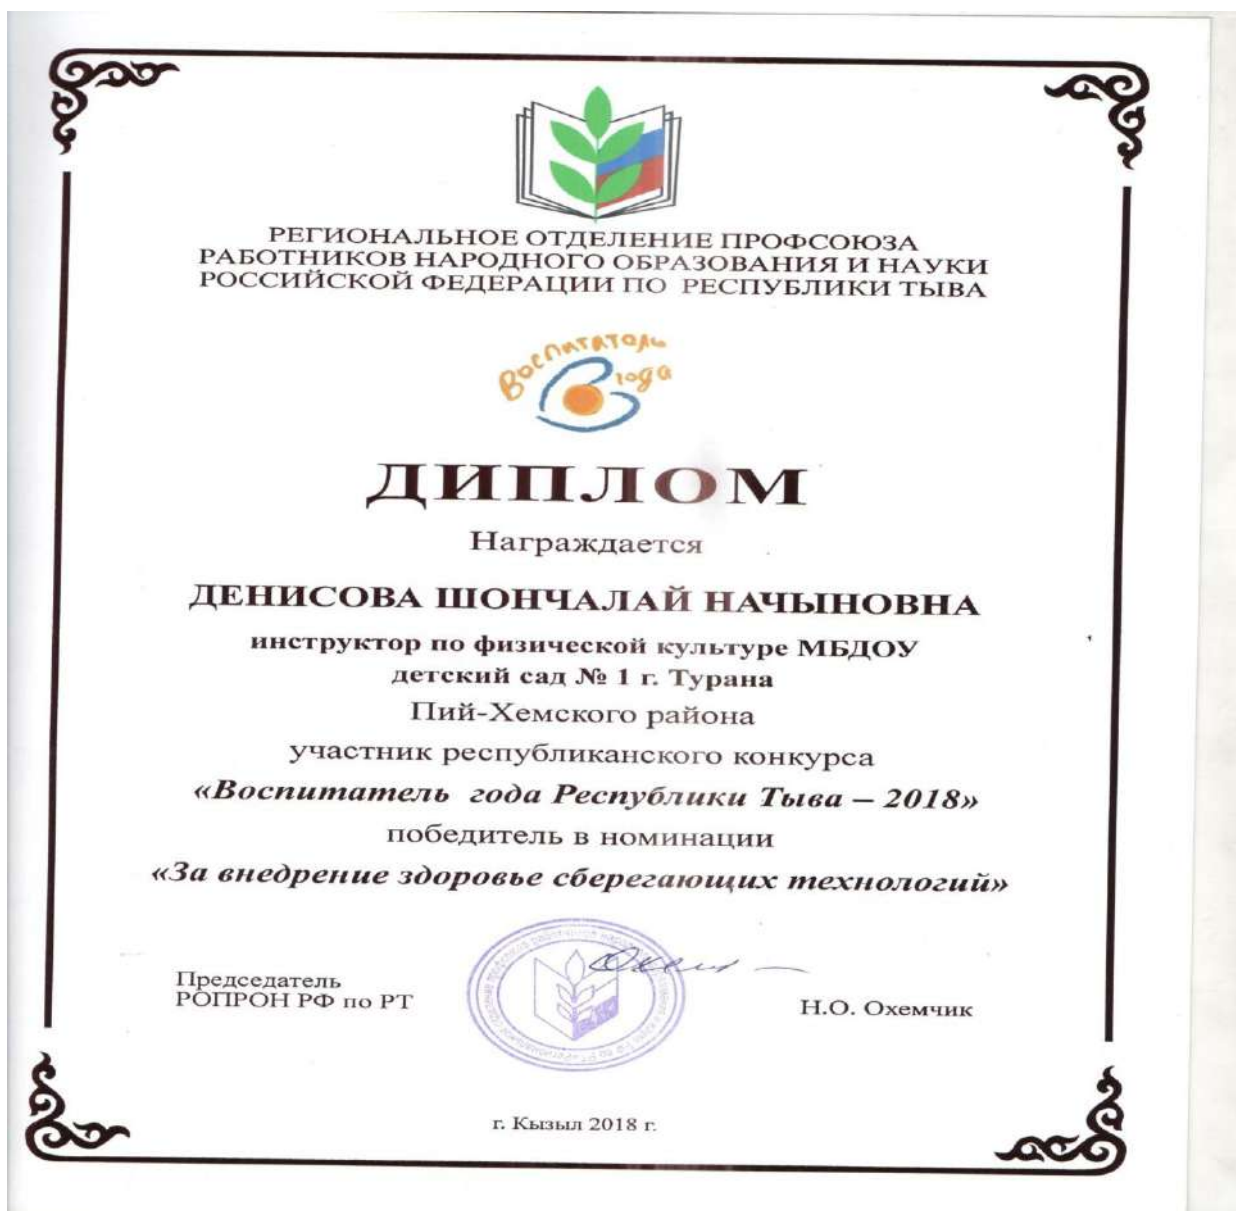 РЕГИОНАЛЬНОЕ ОТДЕЛЕНИЕ ПРОФСОЮЗА
РАБОТНИКОВ НАРОДНОГО ОБРАЗОВАНИЯ И НАУКИ
РОССИЙСКОЙ ФЕДЕРАЦИИ ПО РЕСПУБЛИКИ ТЫВА
Воспитатель
года
ДИПЛОМ
Награждается
ДЕНИСОВА ШОНЧАЛАЙ НАЧЫНОВНА
инструктор по физической культуре МБДОУ
детский сад № 1 г. Турана
Пий-Хемского района
участник республиканского конкурса
«Воспитатель года Республики Тыва – 2018»
победитель в номинации
«За внедрение здоровье сберегающих технологий»
Председатель
РОПРОН РФ по РТ
Н.О. Охемчик
г. Кызыл 2018 г.